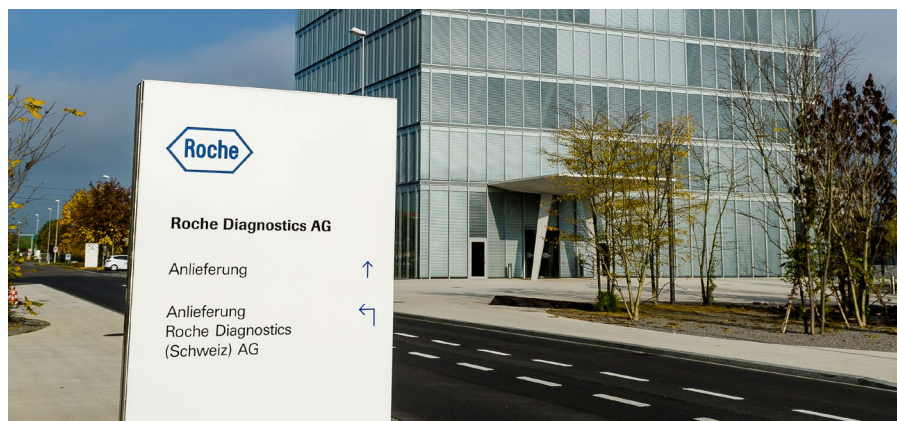 Roche
Roche Diagnostics AG
Anlieferung
Anlieferung
Roche Diagnostics
(Schweiz) AG